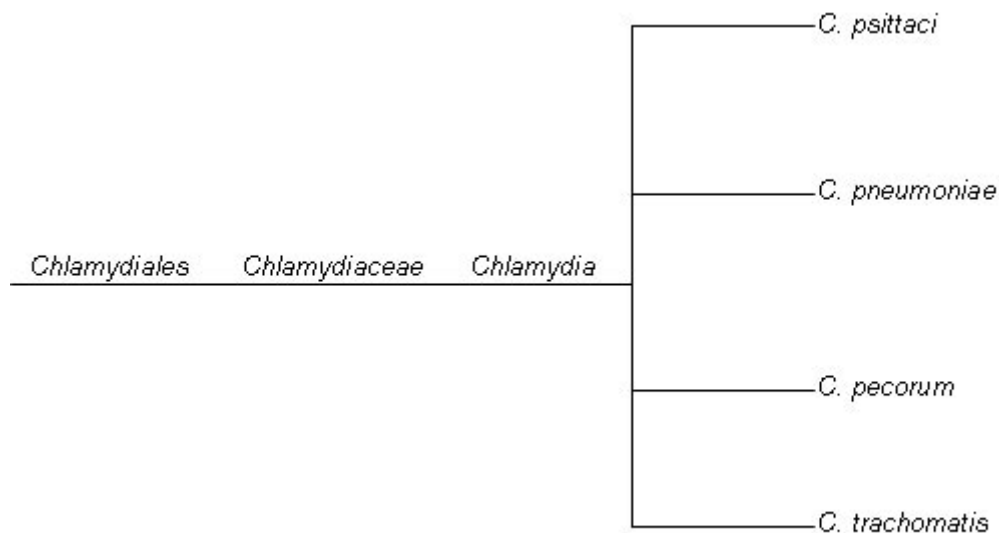 C. psittaci
C. pneumoniae
Chlamydiales Chlamydiaceae Chlamydia
C. pecorum
C. trachomatis